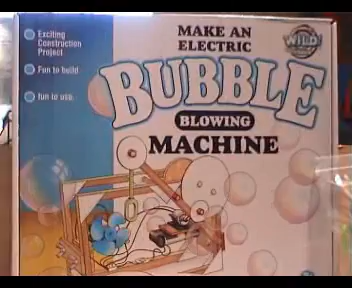 Exciting
Construction
Project
Fun to build
fun to use
MAKE AN
ELECTRIC
WILD!
BUBBLE
BLOWING
MACHINE